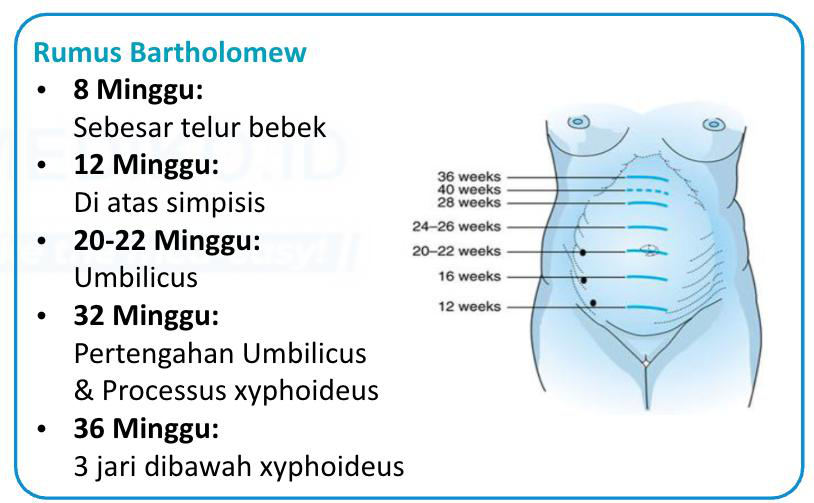 Rumus Bartholomew
• 8 Minggu:
Sebesar telur bebek
• 12 Minggu:
Di atas simpisis
• 20-22 Minggu:
Umbilicus
• 32 Minggu:
Pertengahan Umbilicus
& Processus xyphoideus
• 36 Minggu:
3 jari dibawah xyphoideus
36 weeks
40 weeks
28 weeks
24–26 weeks
20–22 weeks
16 weeks
12 weeks